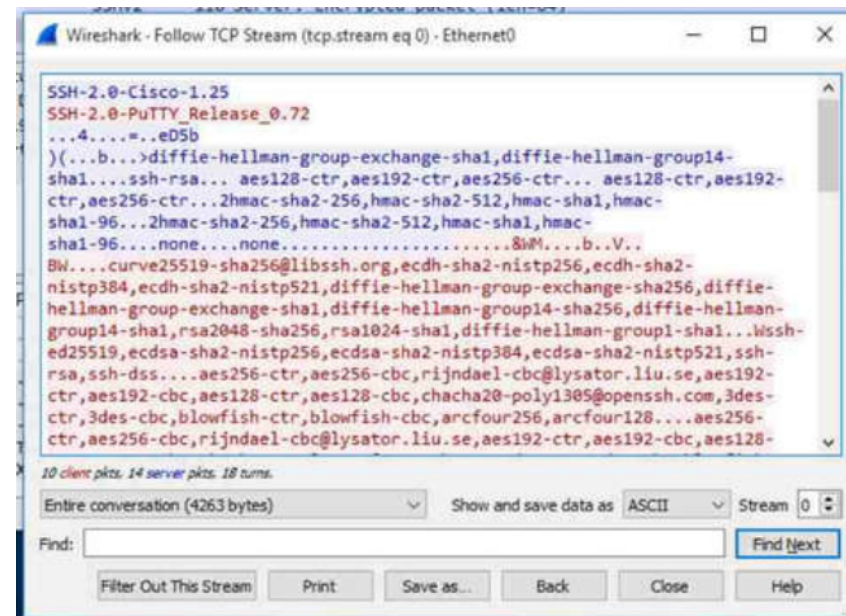 Wireshark - Follow TCP Stream (tcp.stream eq 0) - Ethernet0
SSH-2.0-Cisco-1.25
SSH-2.0-PuTTY_Release_0.72
...4....=..eD5b
)(...b...>diffie-hellman-group-exchange-sha1,diffie-hellman-group14-
sha1....ssh-rsa... aes128-ctr,aes192-ctr,aes256-ctr... aes128-ctr,aes192-
ctr,aes256-ctr...2hmac-sha2-256,hmac-sha2-512,hmac-sha1,hmac-
sha1-96...2hmac-sha2-256,hmac-sha2-512,hmac-sha1,hmac-
sha1-96....none....none......................&WM....b..V..
BW....curve25519-sha256@libssh.org,ecdh-sha2-nistp256,ecdh-sha2-
nistp384,ecdh-sha2-nistp521,diffie-hellman-group-exchange-sha256,diffie-
hellman-group-exchange-sha1,diffie-hellman-group14-sha256,diffie-hellman-
group14-sha1,rsa2048-sha256,rsa1024-sha1,diffie-hellman-group1-sha1...Wssh-
ed25519,ecdsa-sha2-nistp256,ecdsa-sha2-nistp384,ecdsa-sha2-nistp521,ssh-
rsa,ssh-dss....aes256-ctr,aes256-cbc,rijndael-cbc@lysator.liu.se,aes192-
ctr,aes192-cbc,aes128-ctr,aes128-cbc,chacha20-poly1305@openssh.com,3des-
ctr,3des-cbc,blowfish-ctr,blowfish-cbc,arcfour256,arcfour128....aes256-
ctr,aes256-cbc,rijndael-cbc@lysator.liu.se,aes192-ctr,aes192-cbc,aes128-
10 client pkts, 14 server pkts, 18 turns.
Entire conversation (4263 bytes) Show and save data as ASCII Stream 0
Find: Find Next
Filter Out This Stream Print Save as... Back Close Help